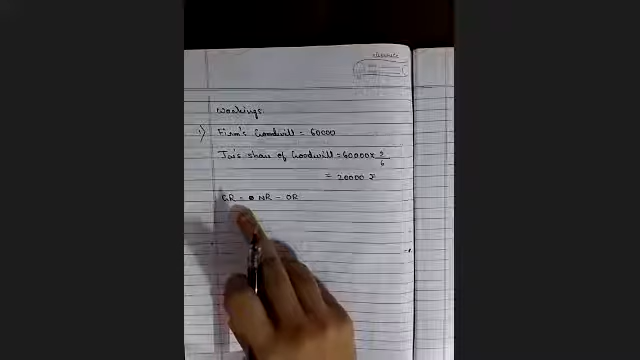 Workings:
1) Firm's Goodwill = 60000
Jai's share of Goodwill = 60000 x 2/6
= 20000 ₹
GR = NR - OR